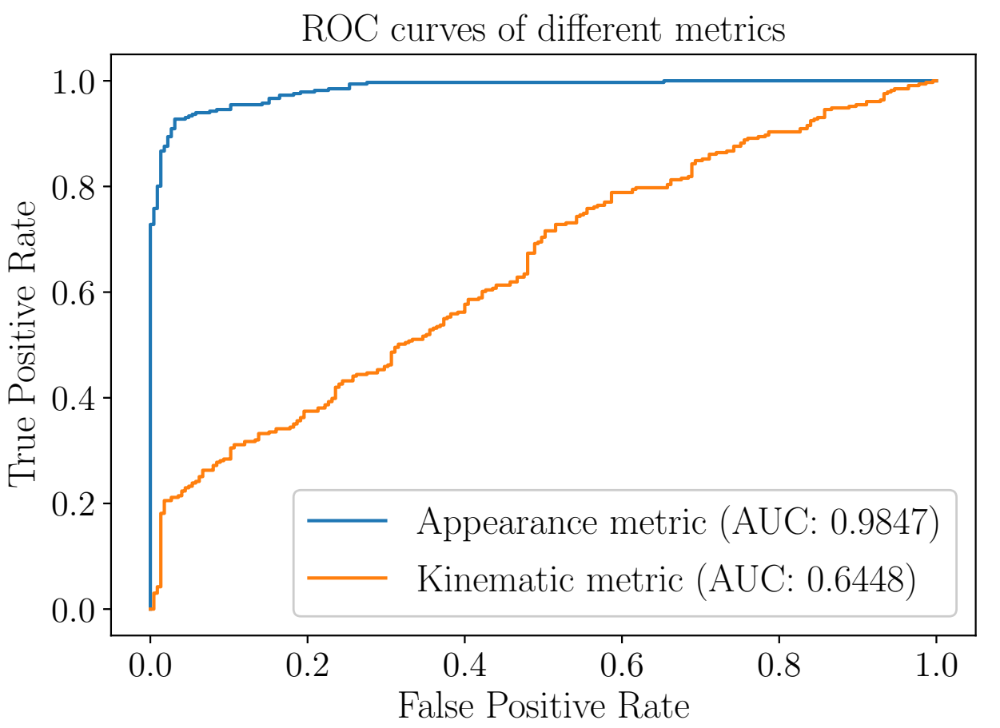 ROC curves of different metrics
True Positive Rate
1.0
0.8
0.6
0.4
0.2
0.0
Appearance metric (AUC: 0.9847)
Kinematic metric (AUC: 0.6448)
0.0 0.2 0.4 0.6 0.8 1.0
False Positive Rate